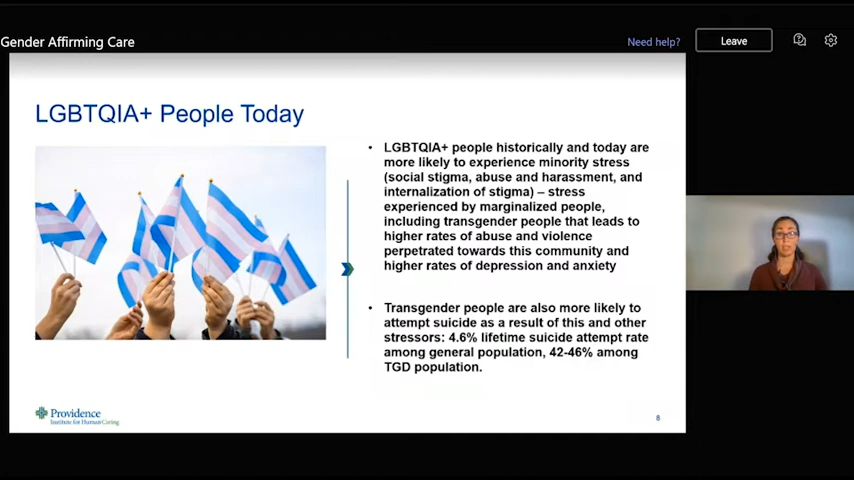 Gender Affirming Care
Need help?
Leave
LGBTQIA+ People Today
• LGBTQIA+ people historically and today are
more likely to experience minority stress
(social stigma, abuse and harassment, and
internalization of stigma) – stress
experienced by marginalized people,
including transgender people that leads to
higher rates of abuse and violence
perpetrated towards this community and
higher rates of depression and anxiety
• Transgender people are also more likely to
attempt suicide as a result of this and other
stressors: 4.6% lifetime suicide attempt rate
among general population, 42-46% among
TGD population.
Providence
Institute for Human Caring
8